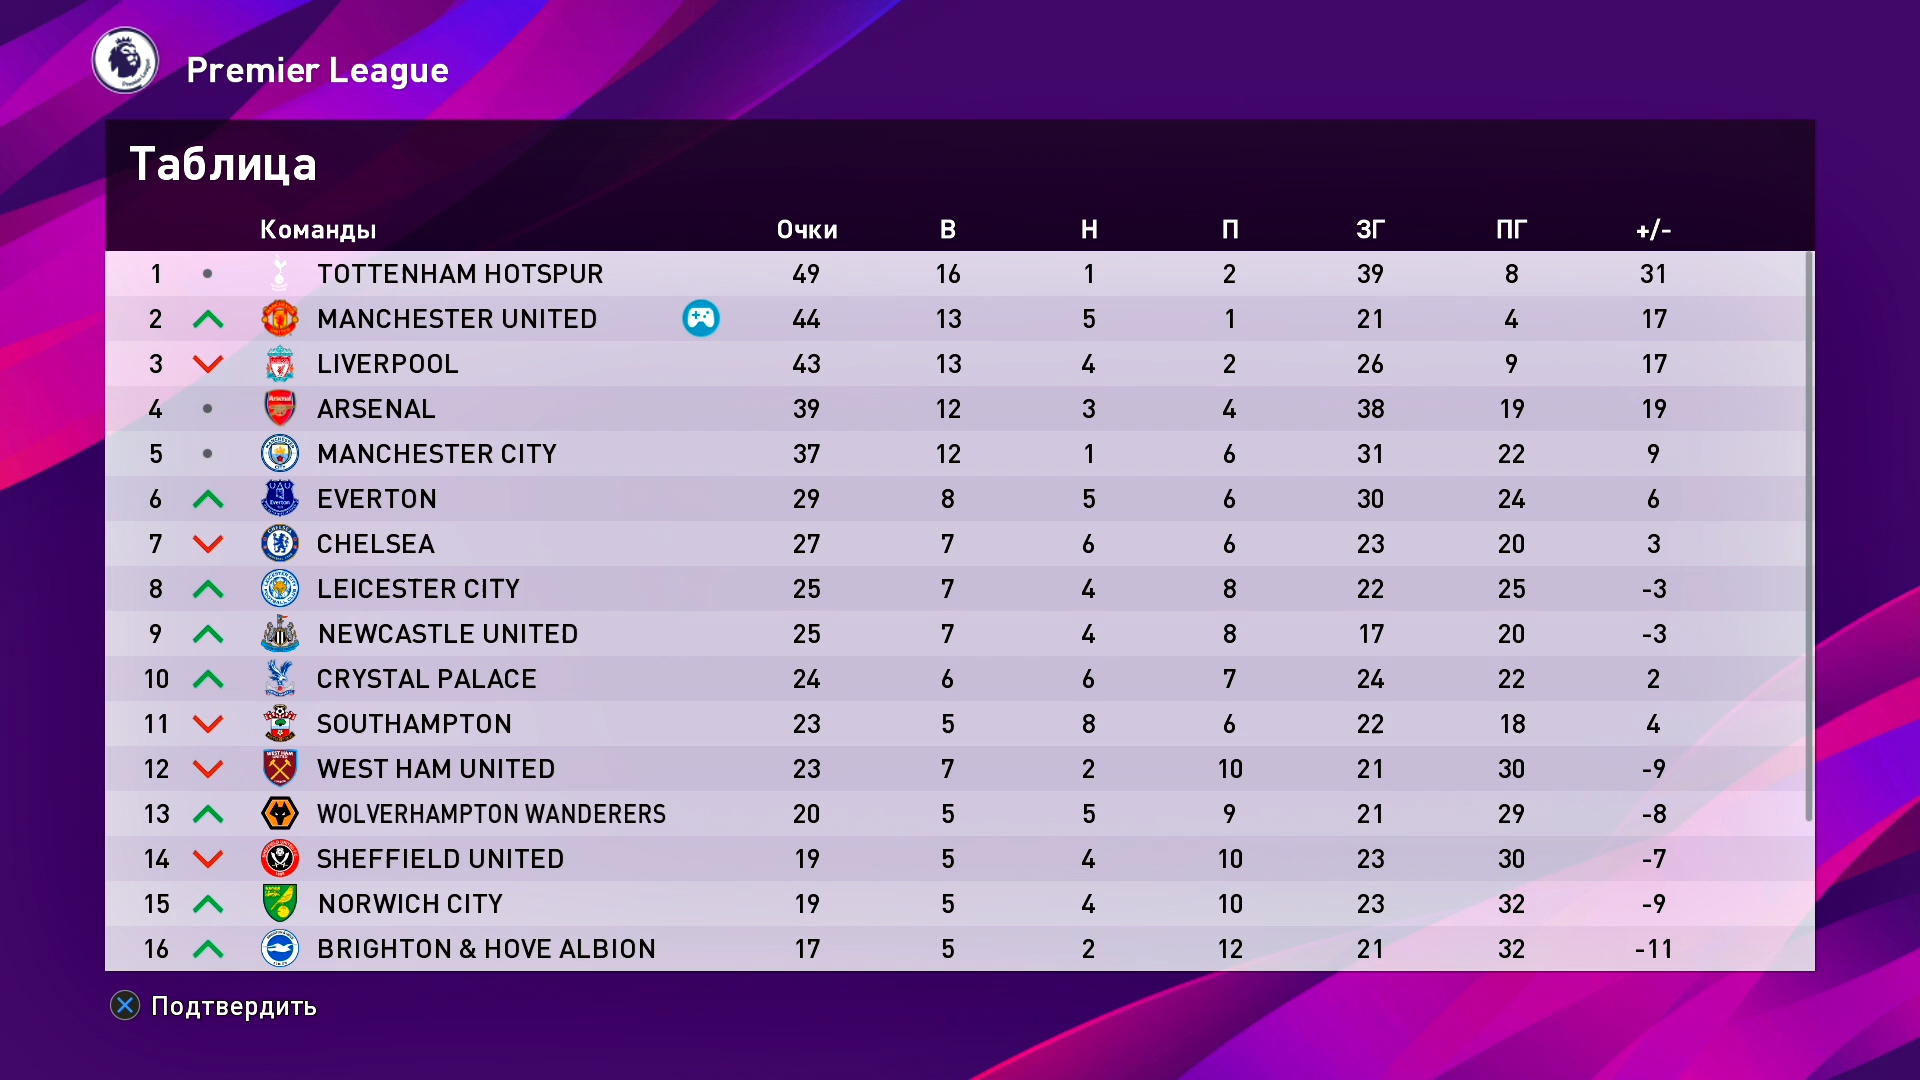 Premier League
Таблица
Команды Очки В Н П ЗГ ПГ +/-
1 TOTTENHAM HOTSPUR 49 16 1 2 39 8 31
2 MANCHESTER UNITED 44 13 5 1 21 4 17
3 LIVERPOOL 43 13 4 2 26 9 17
4 ARSENAL 39 12 3 4 38 19 19
5 MANCHESTER CITY 37 12 1 6 31 22 9
6 EVERTON 29 8 5 6 30 24 6
7 CHELSEA 27 7 6 6 23 20 3
8 LEICESTER CITY 25 7 4 8 22 25 -3
9 NEWCASTLE UNITED 25 7 4 8 17 20 -3
10 CRYSTAL PALACE 24 6 6 7 24 22 2
11 SOUTHAMPTON 23 5 8 6 22 18 4
12 WEST HAM UNITED 23 7 2 10 21 30 -9
13 WOLVERHAMPTON WANDERERS 20 5 5 9 21 29 -8
14 SHEFFIELD UNITED 19 5 4 10 23 30 -7
15 NORWICH CITY 19 5 4 10 23 32 -9
16 BRIGHTON & HOVE ALBION 17 5 2 12 21 32 -11
Подтвердить